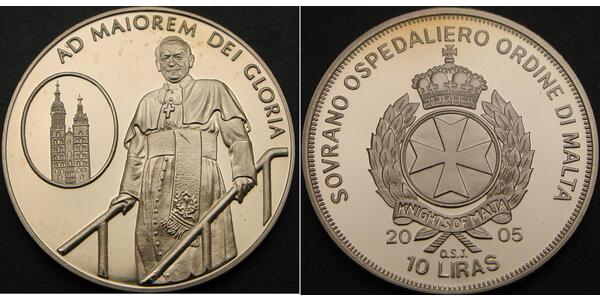 AD MAIOREM DEI GLORIA
SOVRANO OSPEDALIERO ORDINE DI MALTA
KNIGHTS OF MALTA
20 05
O.S.J.
10 LIRAS